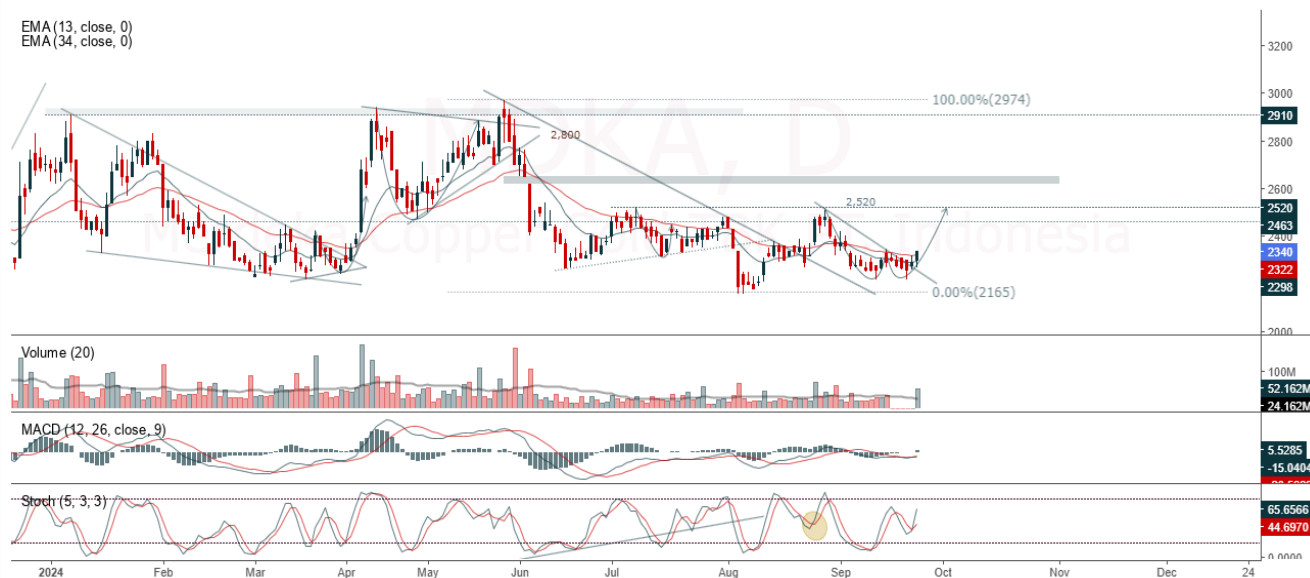 EMA (13, close, 0)
EMA (34, close, 0)
3200
3000
100.00%(2974)
2910
2,800
2800
2600
2,520
2520
2463
2400
2340
2322
2298
0.00%(2165)
2000
MDKA, D
Volume (20)
100M
52.162M
24.162M
MACD (12, 26, close, 9)
5.5285
-15.0404
Stoch (5, 3, 3)
65.6566
44.6970
0.0000
2024 Feb Mar Apr May Jun Jul Aug Sep Oct Nov Dec 24